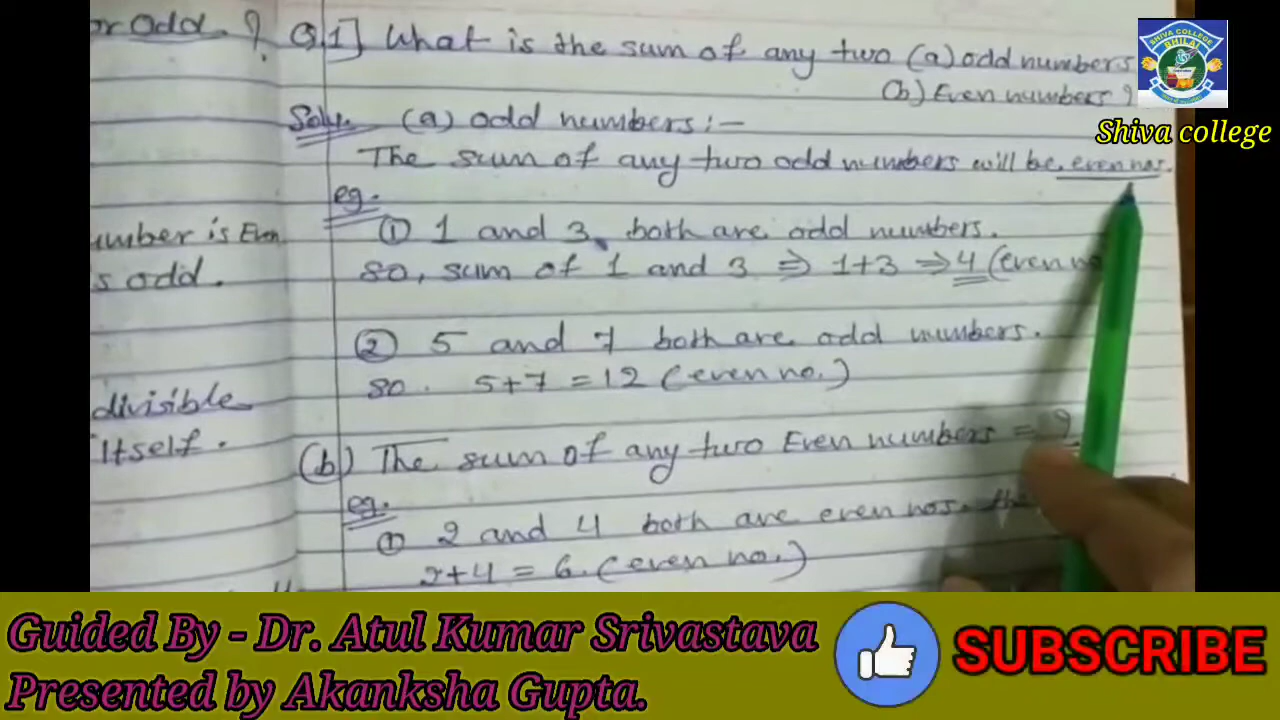 or Odd. ?
umber is Even
s odd.
divisible
Itself.
Q.1] What is the sum of any two (a) odd numbers
(b) Even numbers ?
Soln. (a) odd numbers :-
The sum of any two odd numbers will be even nos.
eg.
① 1 and 3, both are odd numbers.
So, sum of 1 and 3 ⇒ 1+3 ⇒ 4 (even no
② 5 and 7 both are odd numbers.
So. 5+7 = 12 (even no.)
(b) The sum of any two Even numbers = ?
eg.
① 2 and 4 both are even nos. the
2+4 = 6. (even no.)
SHIVA COLLEGE
BHILAI
Shiva college
Guided By - Dr. Atul Kumar Srivastava
Presented by Akanksha Gupta.
SUBSCRIBE